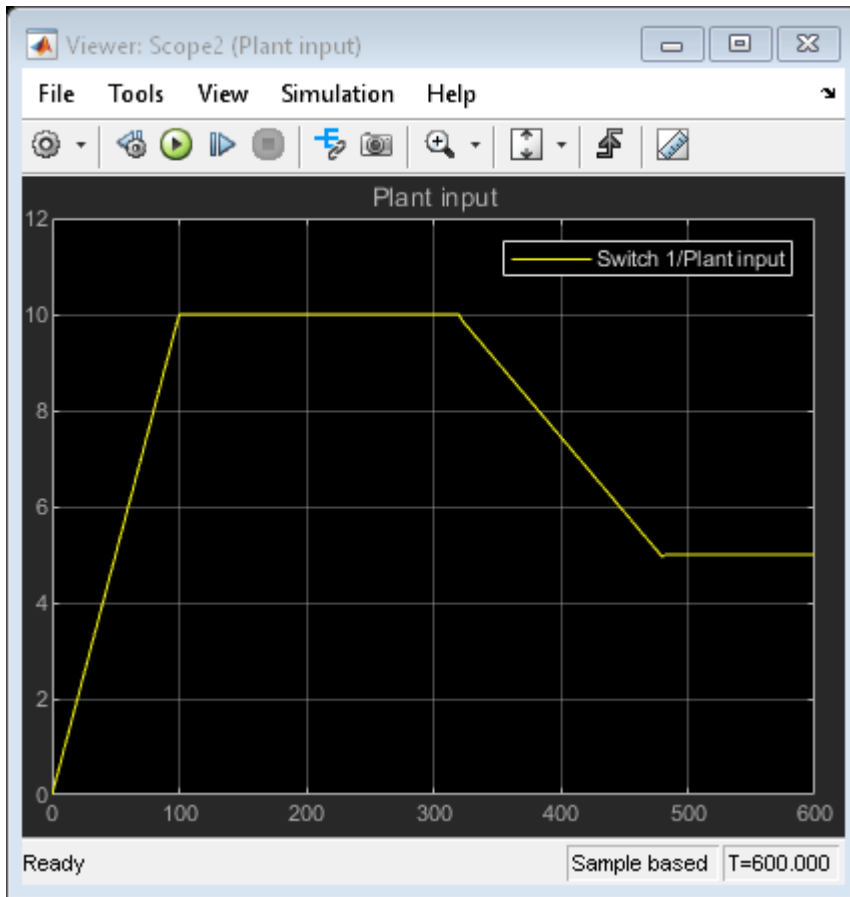 Viewer: Scope2 (Plant input)
File Tools View Simulation Help
Plant input
Switch 1/Plant input
12
10
8
6
4
2
0
0 100 200 300 400 500 600
Ready Sample based T=600.000